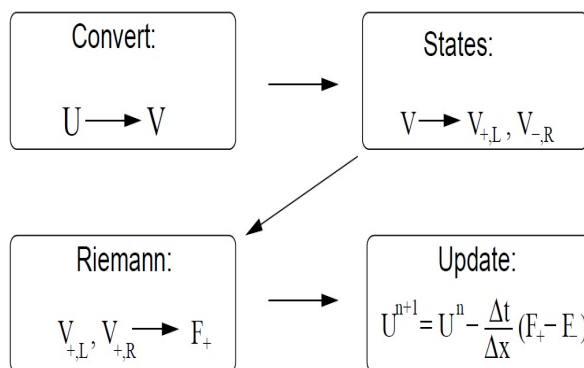 Convert:
U → V
States:
V → V₊,L , V₋,R
Riemann:
V₊,L , V₊,R → F₊
Update:
Uⁿ⁺¹ = Uⁿ − Δt/Δx (F₊ − E)